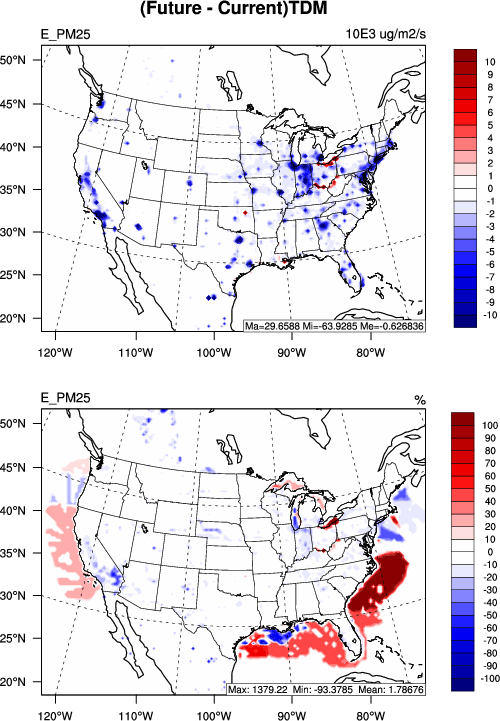 (Future - Current)TDM
E_PM25 10E3 ug/m2/s
50°N
45°N
40°N
35°N
30°N
25°N
20°N
120°W 110°W 100°W 90°W 80°W
10
9
8
7
6
5
4
3
2
1
0
-1
-2
-3
-4
-5
-6
-7
-8
-9
-10
Ma=29.6588 Mi=-63.9285 Me=-0.626836
E_PM25 %
50°N
45°N
40°N
35°N
30°N
25°N
20°N
120°W 110°W 100°W 90°W 80°W
100
90
80
70
60
50
40
30
20
10
0
-10
-20
-30
-40
-50
-60
-70
-80
-90
-100
Max: 1379.22 Min: -93.3785 Mean: 1.78676